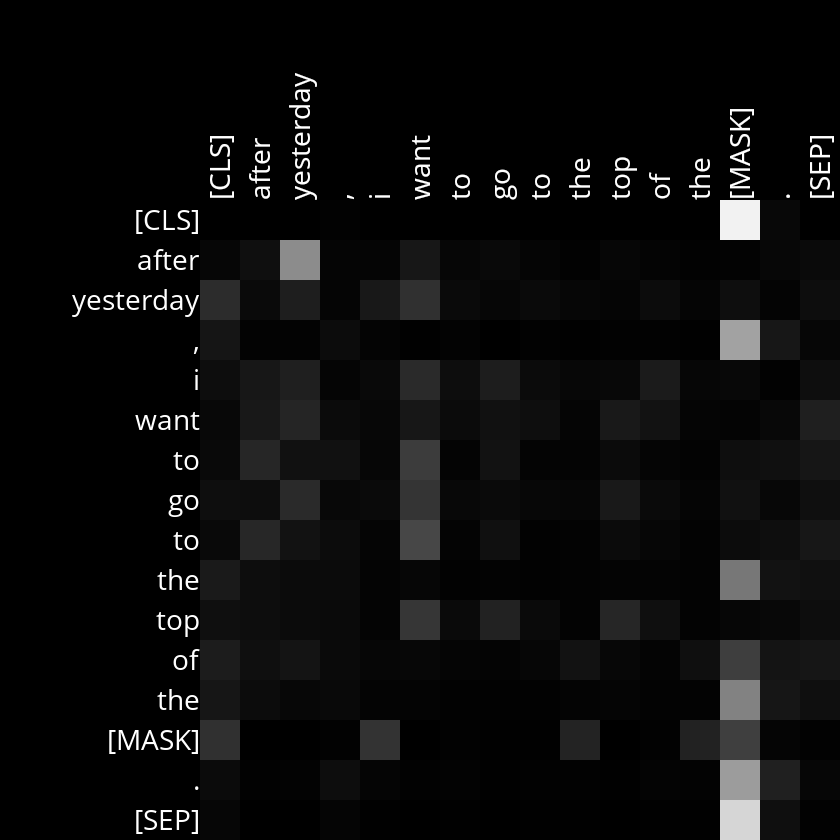 [CLS] after yesterday , i want to go to the top of the [MASK] . [SEP]
[CLS]
after
yesterday
,
i
want
to
go
to
the
top
of
the
[MASK]
.
[SEP]